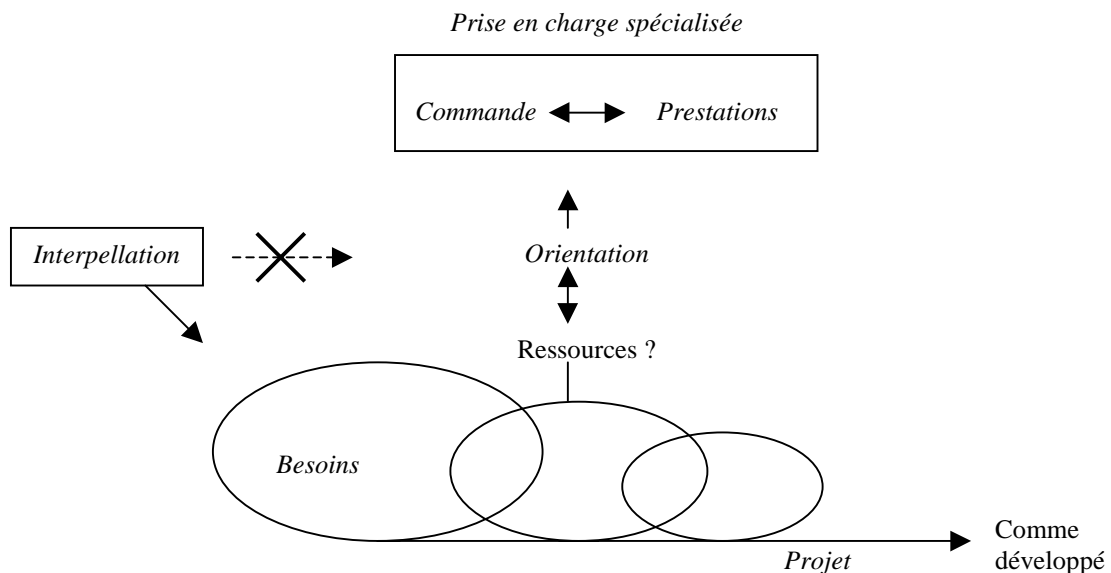 Prise en charge spécialisée
Commande Prestations
Interpellation
Orientation
Ressources ?
Besoins
Projet
Comme
développé